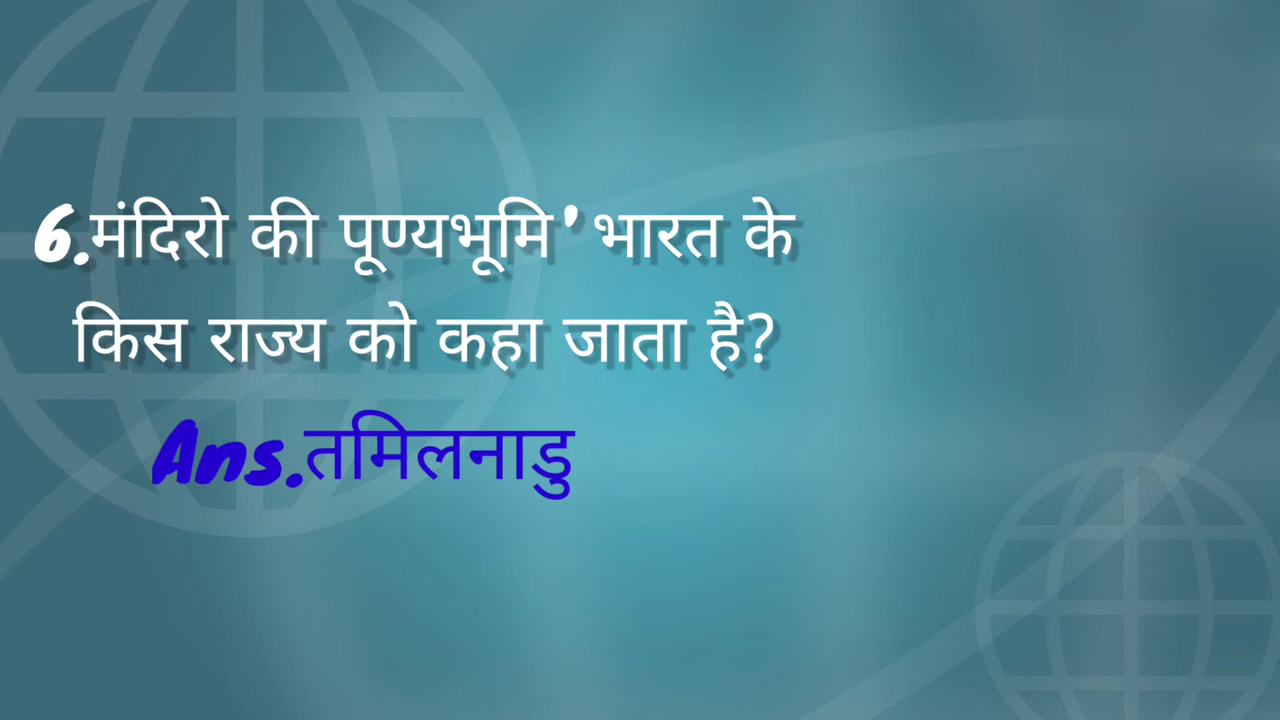 6.मंदिरो की पूण्यभूमि' भारत के
किस राज्य को कहा जाता है?
Ans.तमिलनाडु